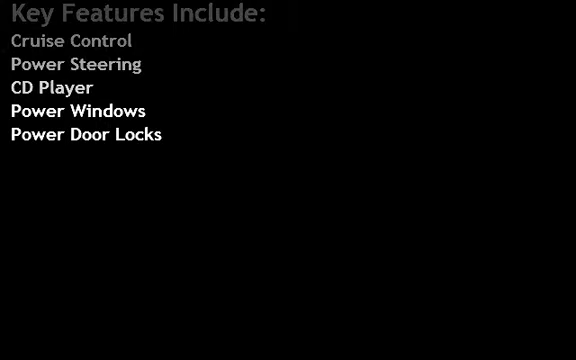 Key Features Include:
Cruise Control
Power Steering
CD Player
Power Windows
Power Door Locks